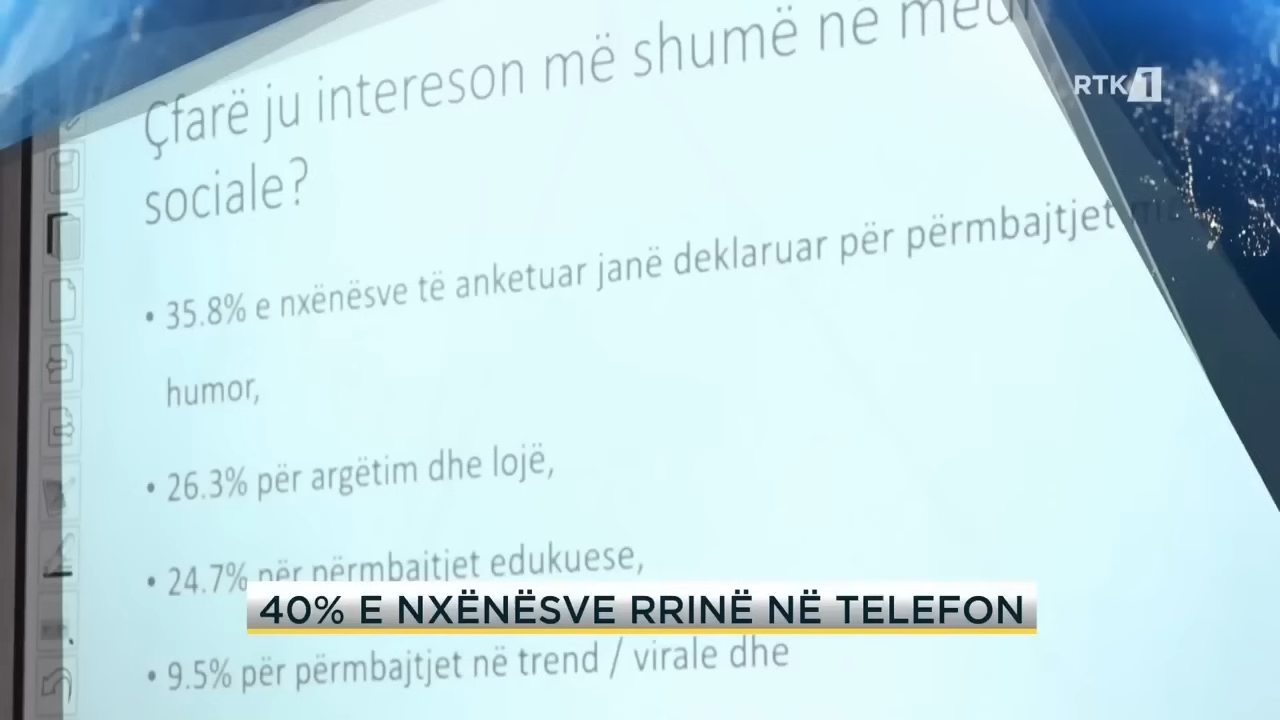 Çfarë ju intereson më shumë në
sociale?
RTK 1
• 35.8% e nxënësve të anketuar janë deklaruar për përmbajtjet me
humor,
• 26.3% për argëtim dhe lojë,
• 24.7% për përmbajtjet edukuese,
40% E NXËNËSVE RRINË NË TELEFON
• 9.5% për përmbajtjet në trend / virale dhe